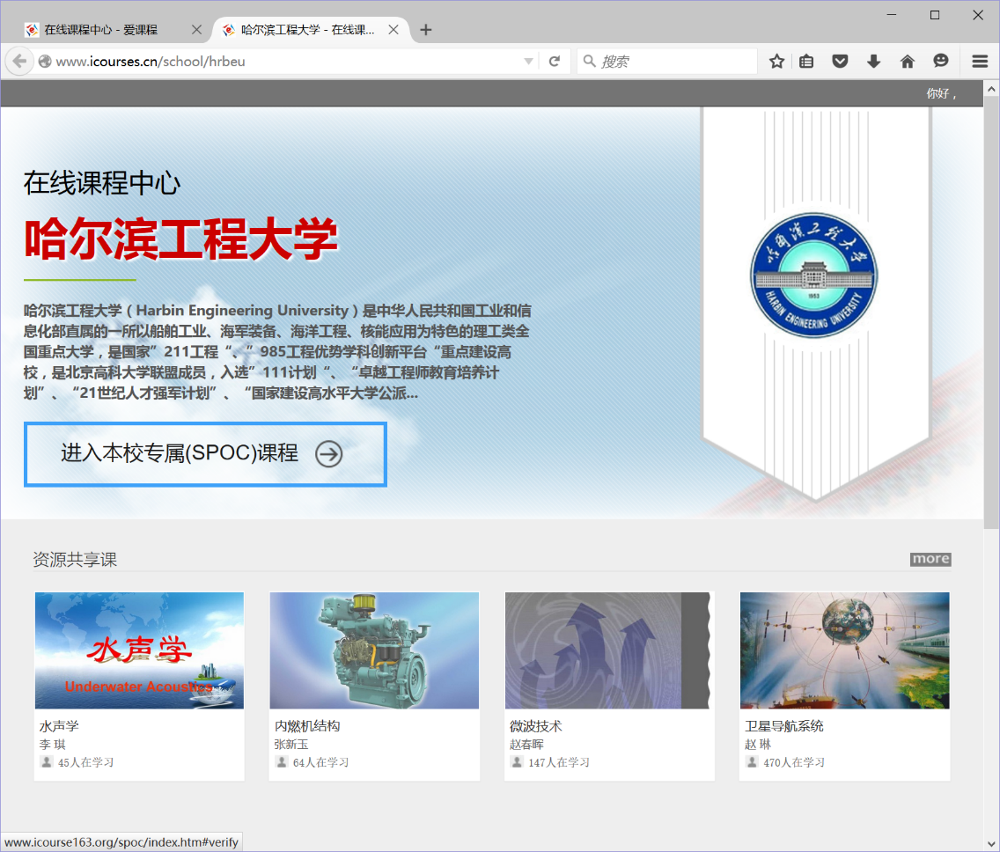 在线课程中心 - 爱课程
哈尔滨工程大学 - 在线课...
www.icourses.cn/school/hrbeu
搜索
你好，
在线课程中心
哈尔滨工程大学
哈尔滨工程大学（Harbin Engineering University）是中华人民共和国工业和信
息化部直属的一所以船舶工业、海军装备、海洋工程、核能应用为特色的理工类全
国重点大学，是国家”211工程“、”985工程优势学科创新平台“重点建设高
校，是北京高科大学联盟成员，入选”111计划“、“卓越工程师教育培养计
划”、“21世纪人才强军计划”、“国家建设高水平大学公派...
哈尔滨工程大学
1953
HARBIN ENGINEERING UNIVERSITY
进入本校专属(SPOC)课程
资源共享课
more
水声学
Underwater Acoustics
水声学
李 琪
45人在学习
内燃机结构
张新玉
64人在学习
微波技术
赵春晖
147人在学习
卫星导航系统
赵 琳
470人在学习
www.icourse163.org/spoc/index.htm#verify